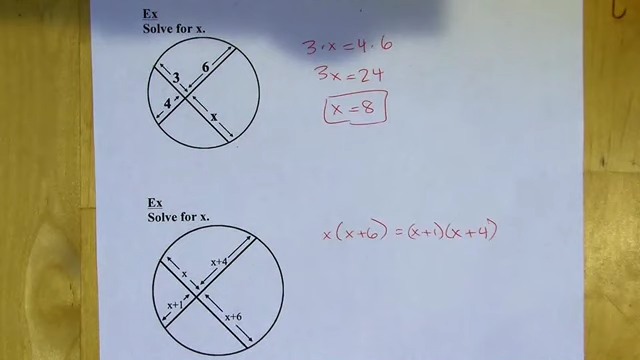 Ex
Solve for x.
3 6
4 x
3·x=4·6
3x=24
x=8
Ex
Solve for x.
x x+4
x+1 x+6
x(x+6)=(x+1)(x+4)